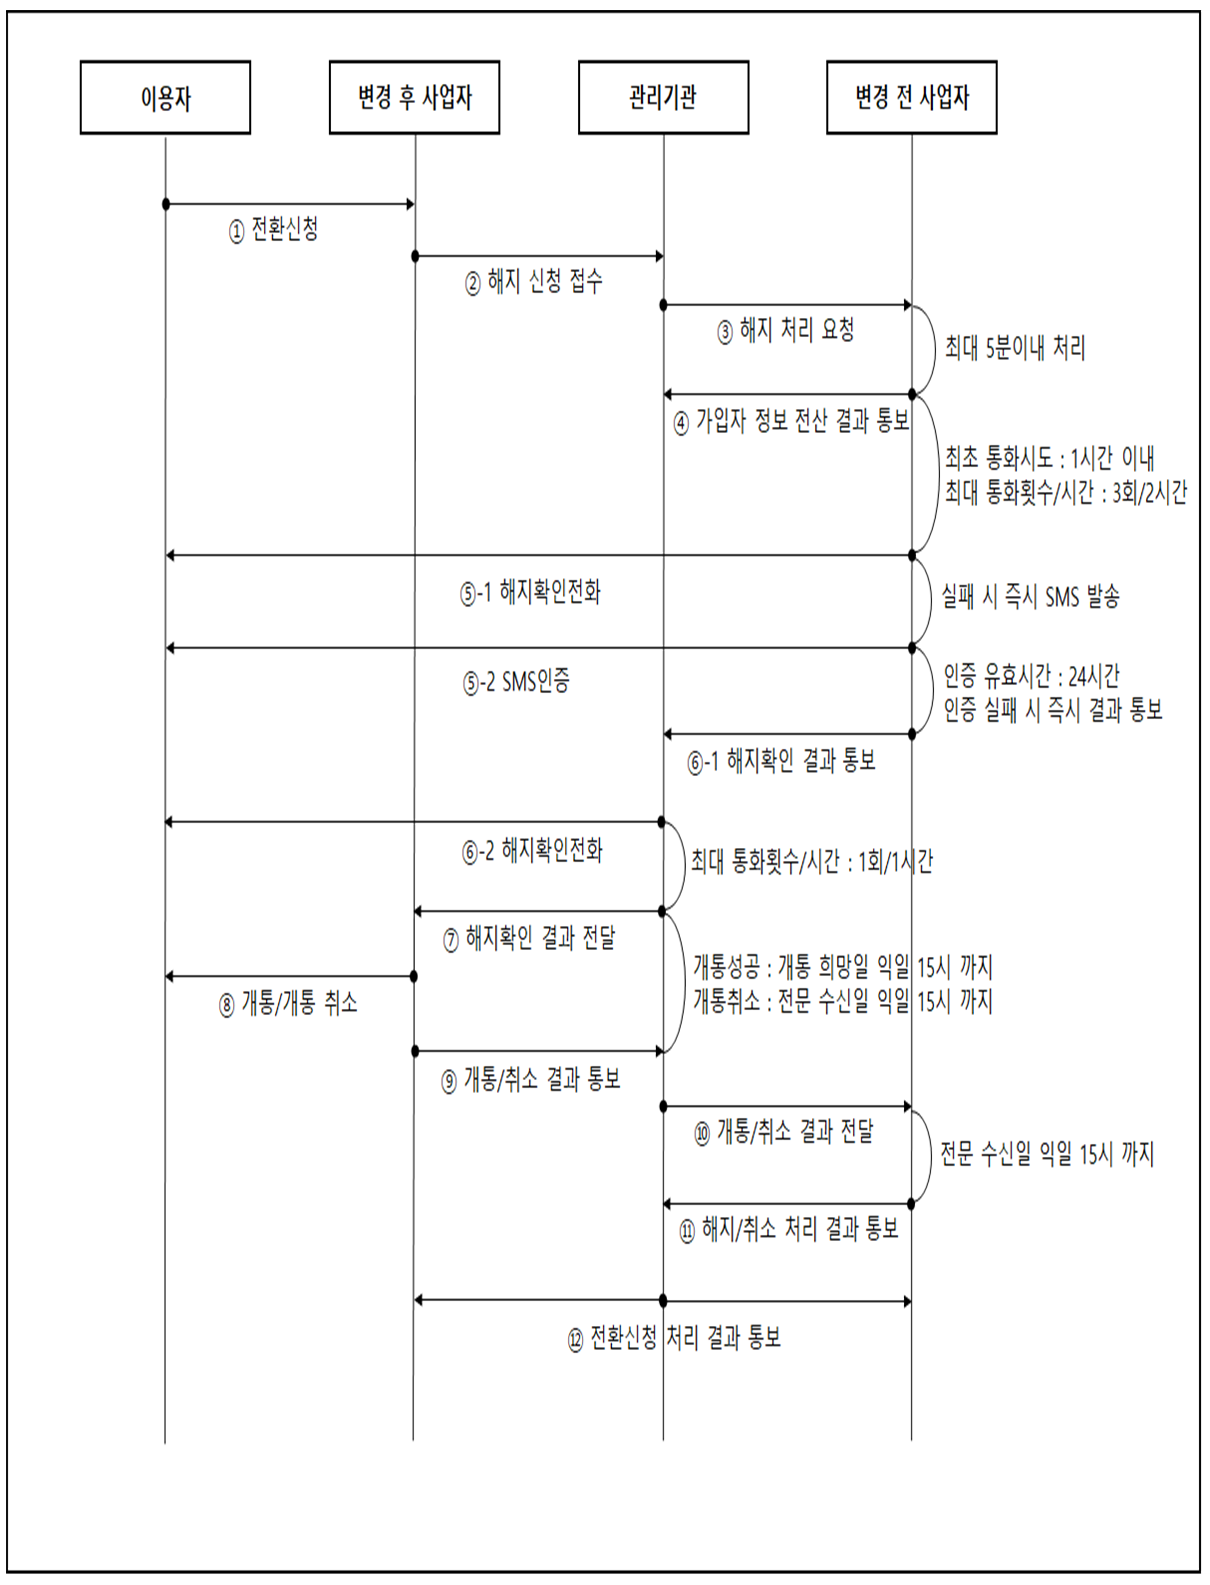 이용자
변경 후 사업자
관리기관
변경 전 사업자
① 전환신청
② 해지 신청 접수
③ 해지 처리 요청
최대 5분이내 처리
④ 가입자 정보 전산 결과 통보
최초 통화시도 : 1시간 이내
최대 통화횟수/시간 : 3회/2시간
⑤-1 해지확인전화
실패 시 즉시 SMS 발송
⑤-2 SMS인증
인증 유효시간 : 24시간
인증 실패 시 즉시 결과 통보
⑥-1 해지확인 결과 통보
⑥-2 해지확인전화
최대 통화횟수/시간 : 1회/1시간
⑦ 해지확인 결과 전달
개통성공 : 개통 희망일 익일 15시 까지
개통취소 : 전문 수신일 익일 15시 까지
⑧ 개통/개통 취소
⑨ 개통/취소 결과 통보
⑩ 개통/취소 결과 전달
전문 수신일 익일 15시 까지
⑪ 해지/취소 처리 결과 통보
⑫ 전환신청 처리 결과 통보